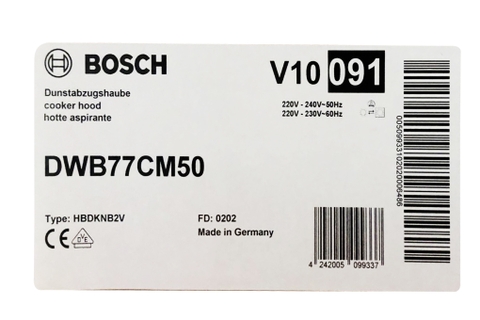 BOSCH
V10 091
Dunstabzugshaube
cooker hood
hotte aspirante
220V - 240V~50Hz
220V - 230V~60Hz
DWB77CM50
Type: HBDKNB2V
FD: 0202
Made in Germany
CE
4 242005 099337